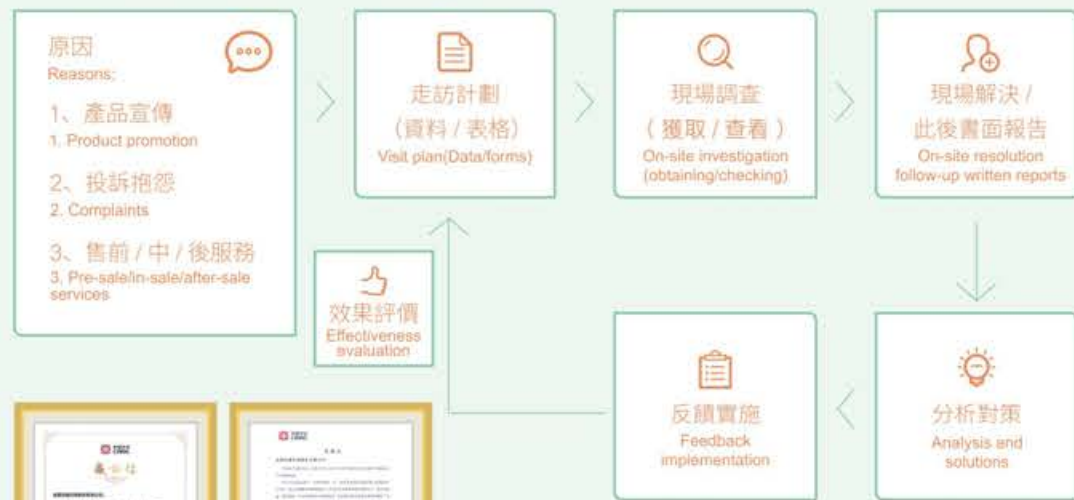 原因
Reasons:
1、產品宣傳
1. Product promotion
2、投訴抱怨
2. Complaints
3、售前 / 中 / 後服務
3. Pre-sale/in-sale/after-sale
services
走訪計劃
（資料 / 表格）
Visit plan(Data/forms)
現場調查
（ 獲取 / 查看 ）
On-site investigation
(obtaining/checking)
現場解決 /
此後書面報告
On-site resolution
follow-up written reports
效果評價
Effectiveness
evaluation
反饋實施
Feedback
implementation
分析對策
Analysis and
solutions